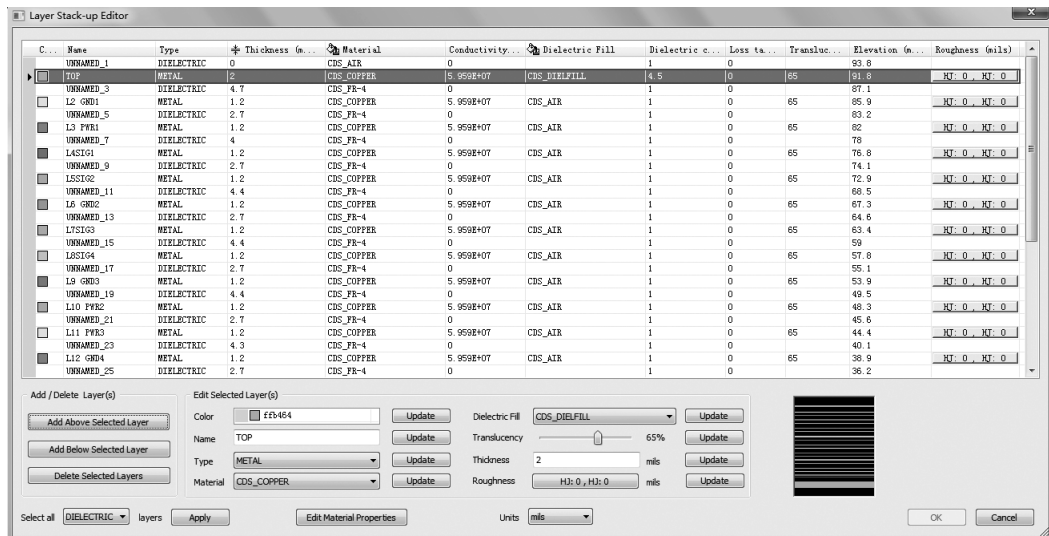 Layer Stack-up Editor
C... Name Type Thickness (m... Material Conductivity... Dielectric Fill Dielectric c... Loss ta... Transluc... Elevation (m... Roughness (mils)
UNNAMED_1 DIELECTRIC 0 CDS_AIR 0 1 0 93.8
TOP METAL 2 CDS_COPPER 5.959E+07 CDS_DIELFILL 4.5 0 65 91.8 HJ: 0 , HJ: 0
UNNAMED_3 DIELECTRIC 4.7 CDS_FR-4 0 1 0 87.1
L2 GND1 METAL 1.2 CDS_COPPER 5.959E+07 CDS_AIR 1 0 65 85.9 HJ: 0 , HJ: 0
UNNAMED_5 DIELECTRIC 2.7 CDS_FR-4 0 1 0 83.2
L3 PWR1 METAL 1.2 CDS_COPPER 5.959E+07 CDS_AIR 1 0 65 82 HJ: 0 , HJ: 0
UNNAMED_7 DIELECTRIC 4 CDS_FR-4 0 1 0 78
L4SIG1 METAL 1.2 CDS_COPPER 5.959E+07 CDS_AIR 1 0 65 76.8 HJ: 0 , HJ: 0
UNNAMED_9 DIELECTRIC 2.7 CDS_FR-4 0 1 0 74.1
L5SIG2 METAL 1.2 CDS_COPPER 5.959E+07 CDS_AIR 1 0 65 72.9 HJ: 0 , HJ: 0
UNNAMED_11 DIELECTRIC 4.4 CDS_FR-4 0 1 0 68.5
L6 GND2 METAL 1.2 CDS_COPPER 5.959E+07 CDS_AIR 1 0 65 67.3 HJ: 0 , HJ: 0
UNNAMED_13 DIELECTRIC 2.7 CDS_FR-4 0 1 0 64.6
L7SIG3 METAL 1.2 CDS_COPPER 5.959E+07 CDS_AIR 1 0 65 63.4 HJ: 0 , HJ: 0
UNNAMED_15 DIELECTRIC 4.4 CDS_FR-4 0 1 0 59
L8SIG4 METAL 1.2 CDS_COPPER 5.959E+07 CDS_AIR 1 0 65 57.8 HJ: 0 , HJ: 0
UNNAMED_17 DIELECTRIC 2.7 CDS_FR-4 0 1 0 55.1
L9 GND3 METAL 1.2 CDS_COPPER 5.959E+07 CDS_AIR 1 0 65 53.9 HJ: 0 , HJ: 0
UNNAMED_19 DIELECTRIC 4.4 CDS_FR-4 0 1 0 49.5
L10 PWR2 METAL 1.2 CDS_COPPER 5.959E+07 CDS_AIR 1 0 65 48.3 HJ: 0 , HJ: 0
UNNAMED_21 DIELECTRIC 2.7 CDS_FR-4 0 1 0 45.6
L11 PWR3 METAL 1.2 CDS_COPPER 5.959E+07 CDS_AIR 1 0 65 44.4 HJ: 0 , HJ: 0
UNNAMED_23 DIELECTRIC 4.3 CDS_FR-4 0 1 0 40.1
L12 GND4 METAL 1.2 CDS_COPPER 5.959E+07 CDS_AIR 1 0 65 38.9 HJ: 0 , HJ: 0
UNNAMED_25 DIELECTRIC 2.7 CDS_FR-4 0 1 0 36.2
Add / Delete Layer(s) Edit Selected Layer(s)
Add Above Selected Layer Color ffb464 Update Dielectric Fill CDS_DIELFILL Update
Add Below Selected Layer Name TOP Update Translucency 65% Update
Type METAL Update Thickness 2 mils Update
Delete Selected Layers Material CDS_COPPER Update Roughness HJ: 0 , HJ: 0 mils Update
Select all DIELECTRIC layers Apply Edit Material Properties Units mils OK Cancel